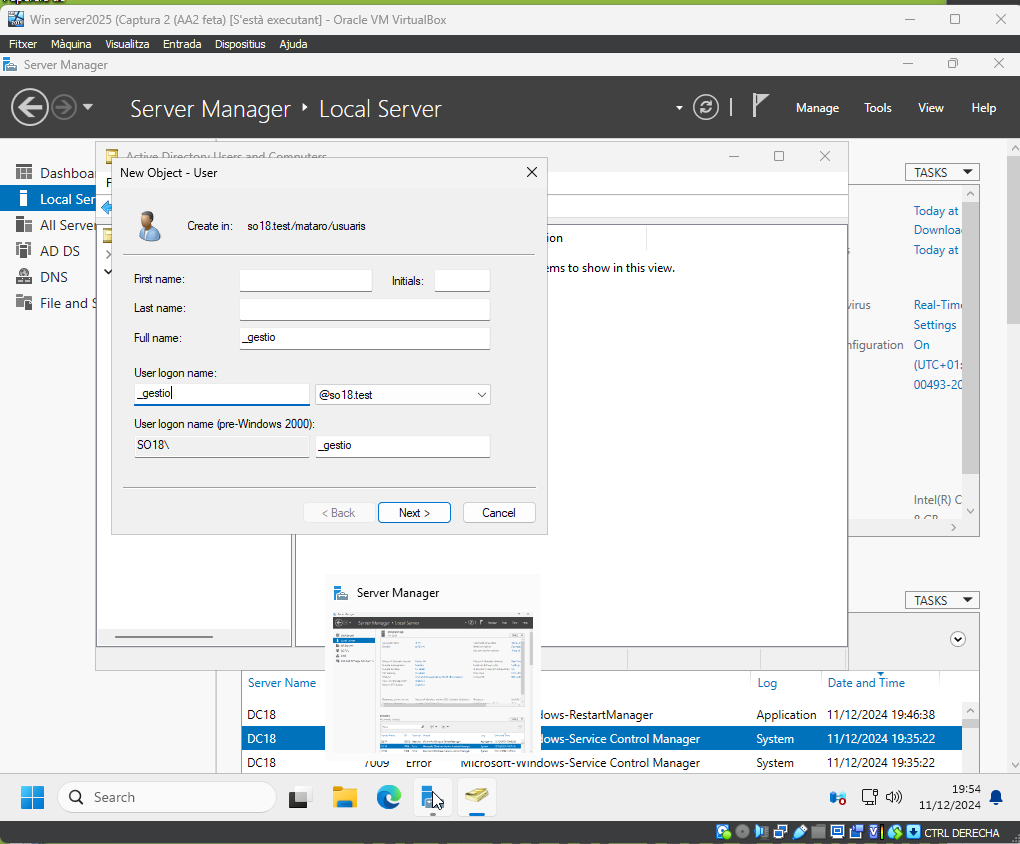 Win server2025 (Captura 2 (AA2 feta) [S'està executant] - Oracle VM VirtualBox
Fitxer Màquina Visualitza Entrada Dispositius Ajuda
Server Manager
Server Manager • Local Server
Manage Tools View Help
Active Directory Users and Computers
New Object - User
Create in: so18.test/mataro/usuaris
First name:
Initials:
Last name:
Full name: _gestio
User logon name:
_gestio @so18.test
User logon name (pre-Windows 2000):
SO18\ _gestio
< Back Next > Cancel
Local Ser
All Server
AD DS
DNS
File and S
Dashboa
ion
ems to show in this view.
TASKS
Today at
Downloa
Today at
virus Real-Time
Settings
nfiguration On
(UTC+01:
00493-20
Intel(R) C
8 GB
Server Manager
TASKS
Server Name Log Date and Time
DC18 dows-RestartManager Application 11/12/2024 19:46:38
DC18 dows-Service Control Manager System 11/12/2024 19:35:22
DC18 7009 Error Microsoft-Windows-Service Control Manager System 11/12/2024 19:35:22
Search
19:54
11/12/2024
CTRL DERECHA